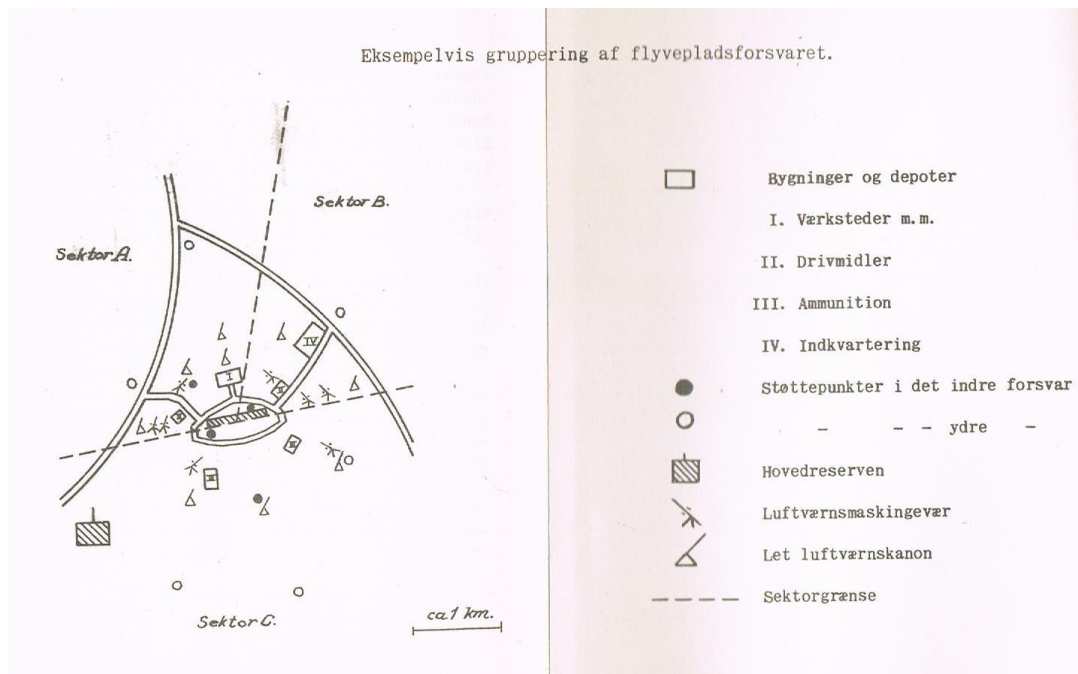 Eksempelvis gruppering af flyvepladsforsvaret.
Sektor B.
Sektor A.
IV
I
Sektor C.
ca 1 km.
Bygninger og depoter
I. Værksteder m.m.
II. Drivmidler
III. Ammunition
IV. Indkvartering
Støttepunkter i det indre forsvar
– – – ydre –
Hovedreserven
Luftværnsmaskingevær
Let luftværnskanon
Sektorgrænse